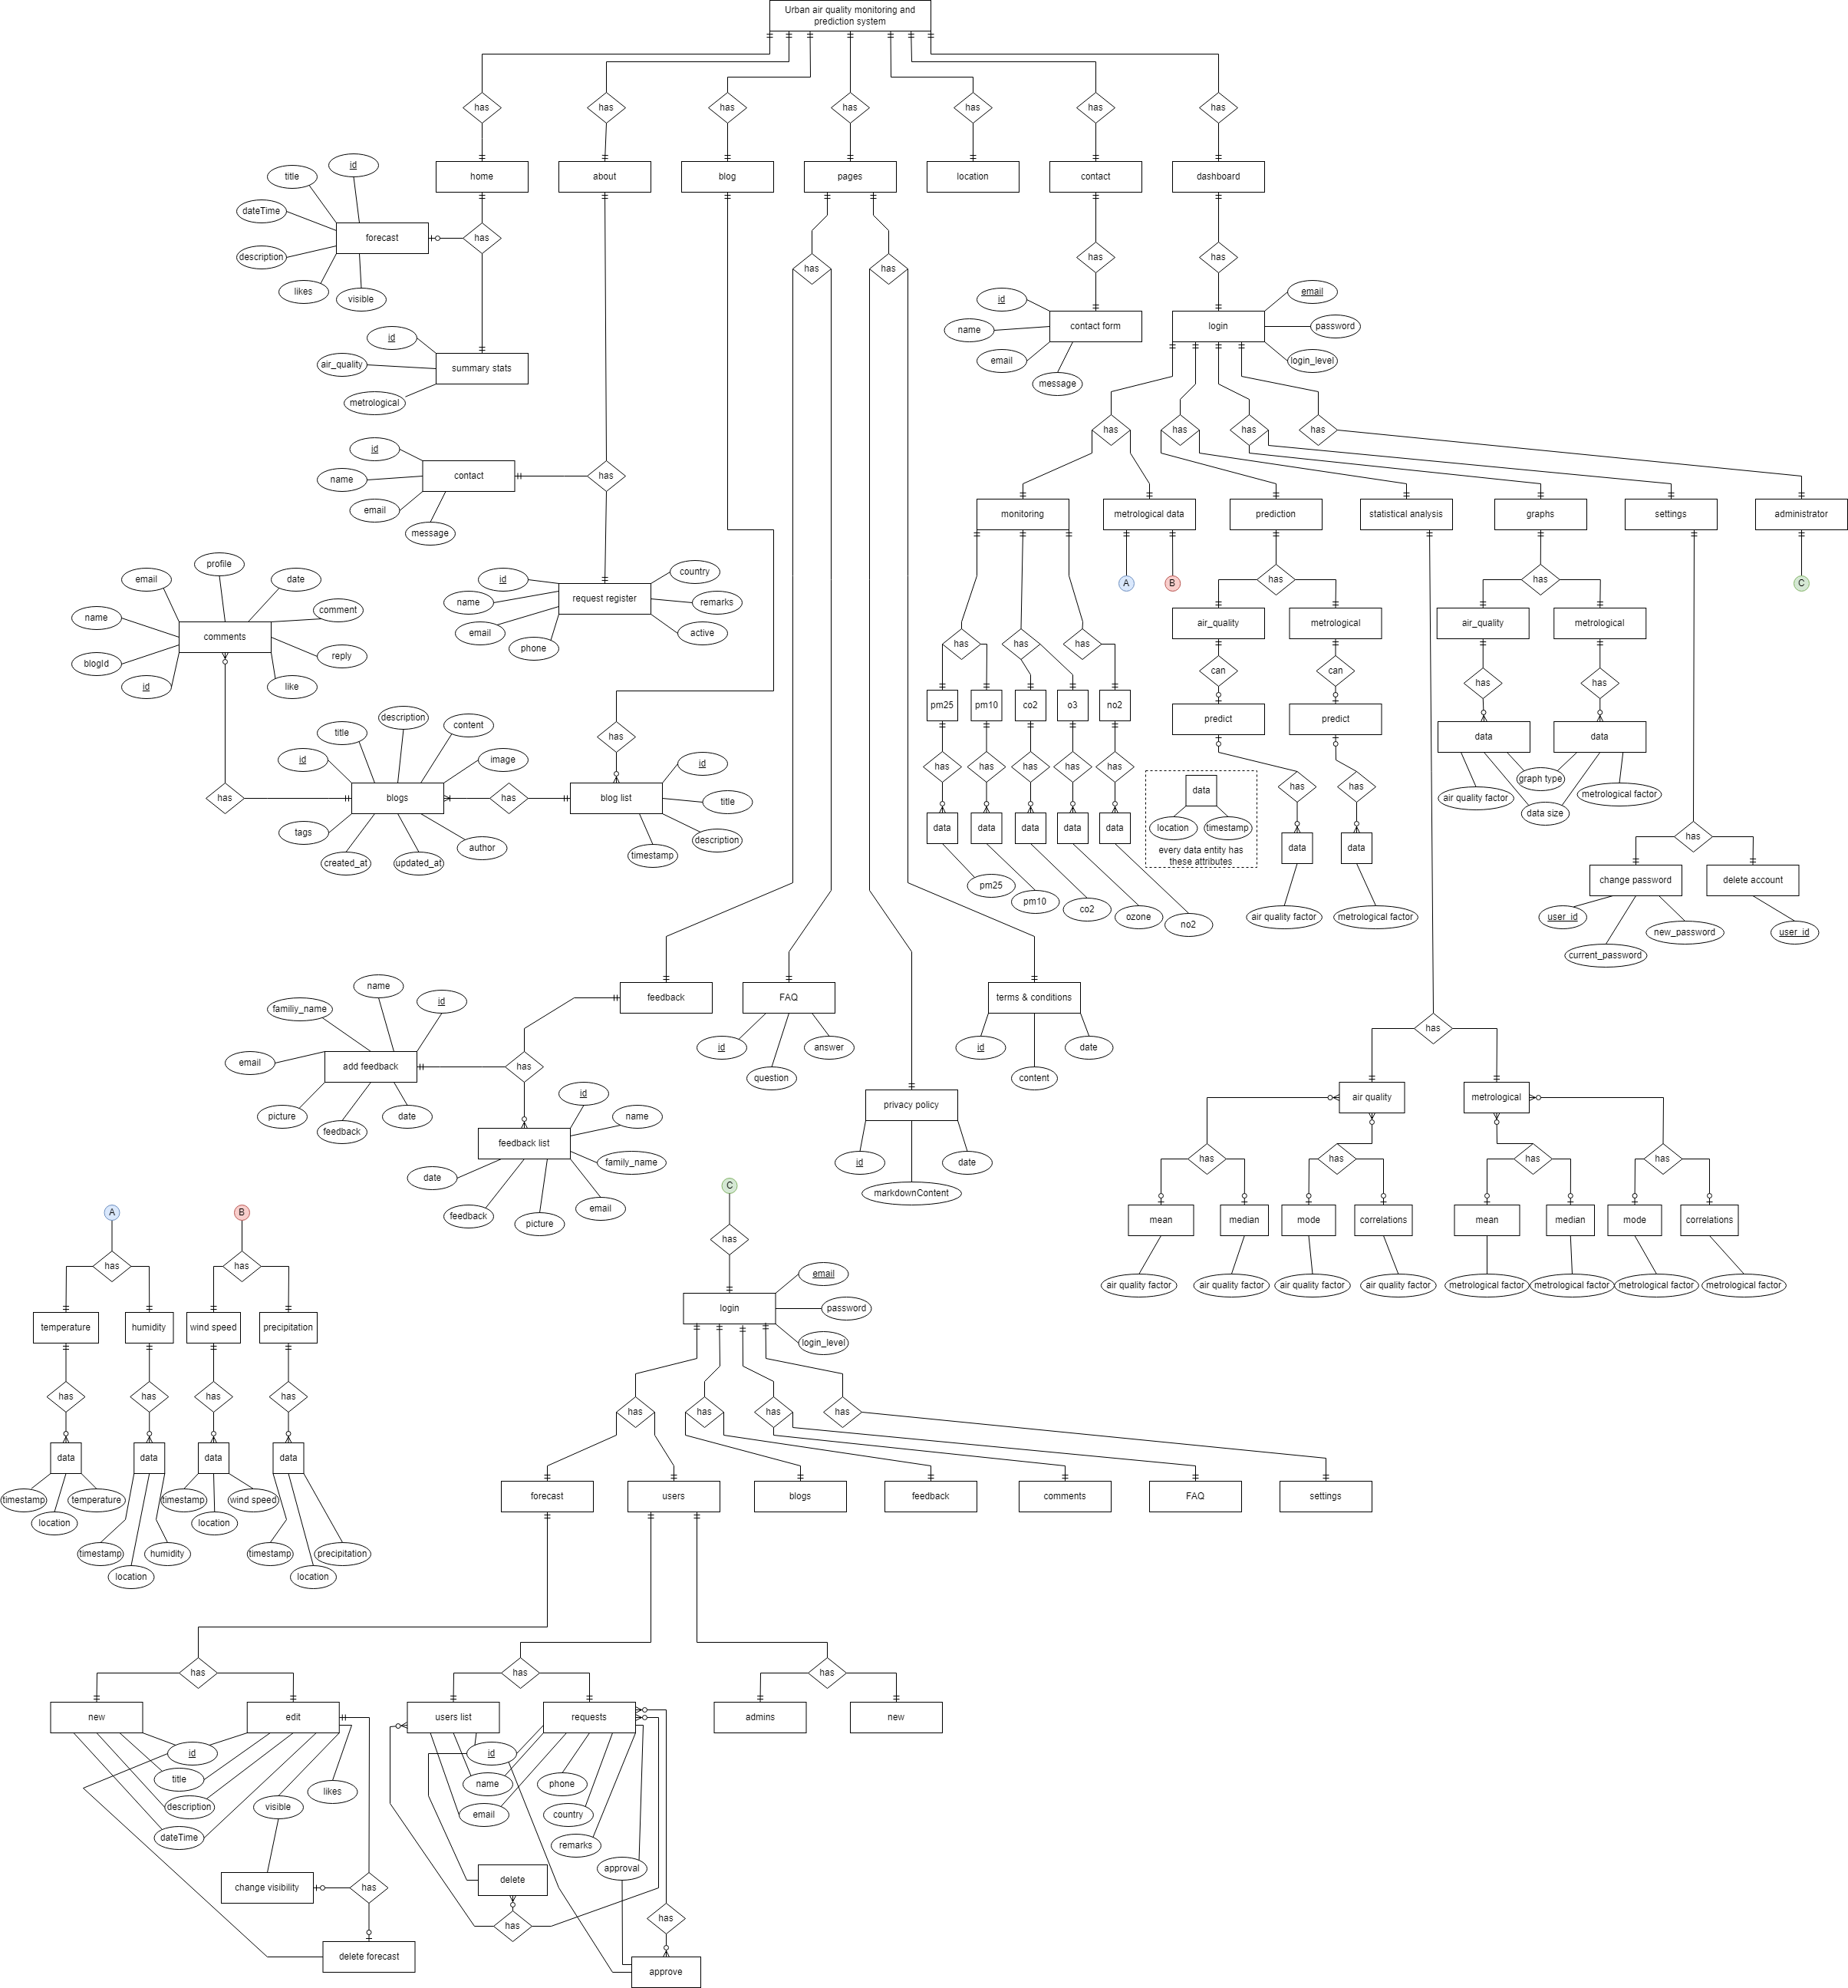 Urban air quality monitoring and
prediction system
has
has
has
has
has
has
has
home
about
blog
pages
location
contact
dashboard
id
title
dateTime
forecast
has
description
likes
visible
has
has
has
has
id
name
contact form
email
message
email
login
password
login_level
id
air_quality
summary stats
metrological
has
has
has
has
id
name
contact
has
email
message
monitoring
metrological data
prediction
statistical analysis
graphs
settings
administrator
A
B
C
has
has
profile
email
date
name
comment
comments
blogId
reply
id
like
id
country
name
request register
remarks
email
active
phone
air_quality
metrological
air_quality
metrological
has
has
has
can
can
has
has
pm25
pm10
co2
o3
no2
predict
predict
data
data
graph type
air quality factor
metrological factor
data size
has
has
has
has
has
has
has
data
location
timestamp
every data entity has
these attributes
data
data
data
data
data
data
data
pm25
pm10
co2
ozone
no2
air quality factor
metrological factor
description
title
content
id
image
has
blogs
has
blog list
has
id
title
description
timestamp
tags
created_at
updated_at
author
has
change password
delete account
user_id
new_password
current_password
user_id
feedback
FAQ
terms & conditions
id
answer
question
id
date
content
name
id
familiy_name
email
add feedback
has
picture
feedback
date
id
name
feedback list
family_name
date
feedback
picture
email
privacy policy
id
date
markdownContent
has
air quality
metrological
has
has
has
has
mean
median
mode
correlations
mean
median
mode
correlations
air quality factor
air quality factor
air quality factor
air quality factor
metrological factor
metrological factor
metrological factor
metrological factor
A
B
has
has
temperature
humidity
wind speed
precipitation
has
has
has
has
data
data
data
data
timestamp
temperature
location
timestamp
wind speed
location
timestamp
humidity
location
timestamp
precipitation
location
C
has
email
login
password
login_level
has
has
has
has
forecast
users
blogs
feedback
comments
FAQ
settings
has
has
has
new
edit
users list
requests
admins
new
id
title
description
dateTime
likes
visible
id
name
email
phone
country
remarks
approval
change visibility
has
delete
has
has
delete forecast
approve